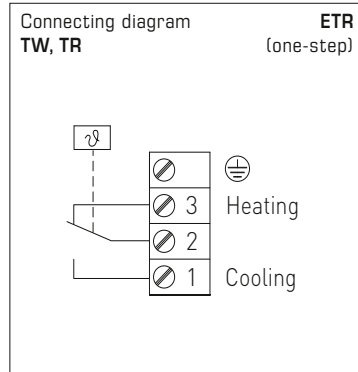 Connecting diagram ETR
TW, TR (one-step)
ϑ
3 Heating
2
1 Cooling